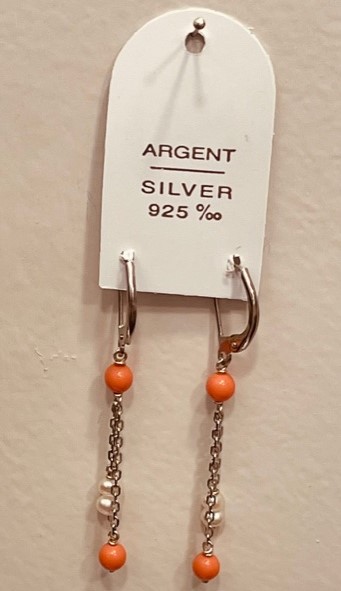 ARGENT
SILVER
925 ‰